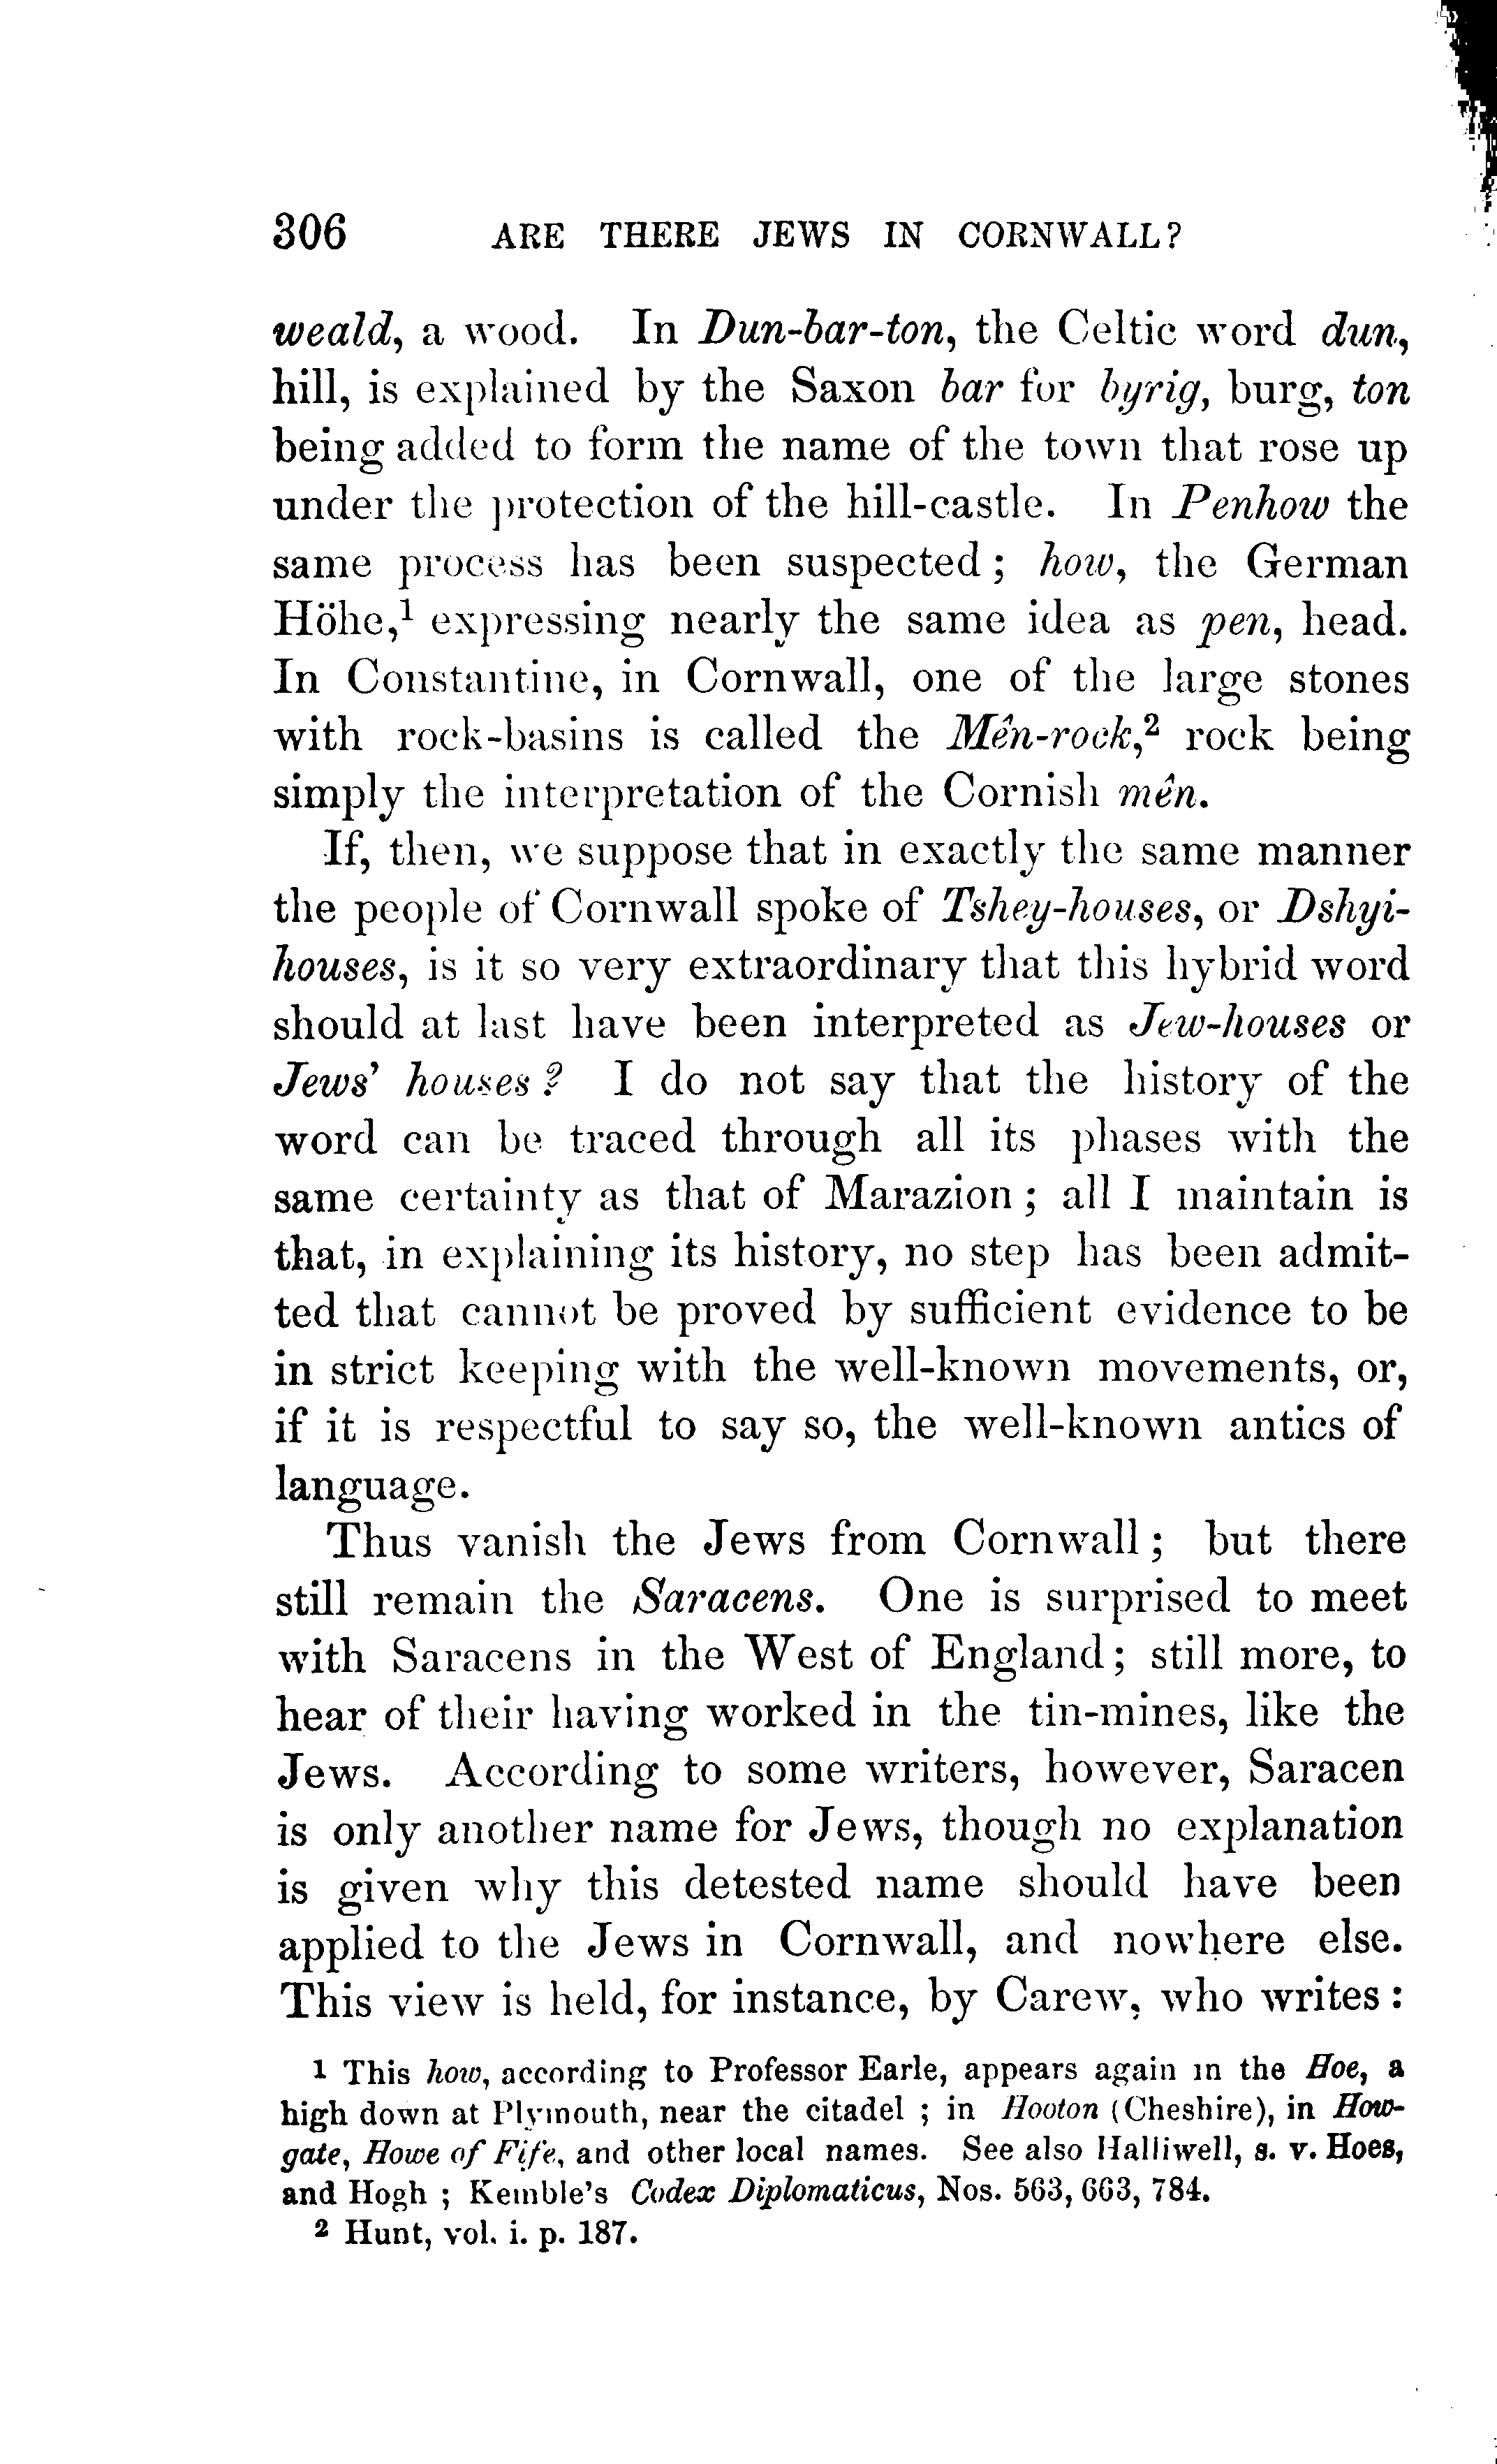 306 ARE THERE JEWS IN CORNWALL?
weald, a wood. In Dun-bar-ton, the Celtic word dun,
hill, is explained by the Saxon bar for byrig, burg, ton
being added to form the name of the town that rose up
under the protection of the hill-castle. In Penhow the
same process has been suspected; how, the German
Höhe,¹ expressing nearly the same idea as pen, head.
In Constantine, in Cornwall, one of the large stones
with rock-basins is called the Mên-rock,² rock being
simply the interpretation of the Cornish mên.
If, then, we suppose that in exactly the same manner
the people of Cornwall spoke of Tshey-houses, or Dshyi-
houses, is it so very extraordinary that this hybrid word
should at last have been interpreted as Jew-houses or
Jews' houses? I do not say that the history of the
word can be traced through all its phases with the
same certainty as that of Marazion; all I maintain is
that, in explaining its history, no step has been admit-
ted that cannot be proved by sufficient evidence to be
in strict keeping with the well-known movements, or,
if it is respectful to say so, the well-known antics of
language.
Thus vanish the Jews from Cornwall; but there
still remain the Saracens. One is surprised to meet
with Saracens in the West of England; still more, to
hear of their having worked in the tin-mines, like the
Jews. According to some writers, however, Saracen
is only another name for Jews, though no explanation
is given why this detested name should have been
applied to the Jews in Cornwall, and nowhere else.
This view is held, for instance, by Carew, who writes:
1 This how, according to Professor Earle, appears again in the Hoe, a
high down at Plymouth, near the citadel; in Hooton (Cheshire), in How-
gate, Howe of Fife, and other local names. See also Halliwell, s. v. Hoes,
and Hogh; Kemble's Codex Diplomaticus, Nos. 563, 663, 784.
2 Hunt, vol. i. p. 187.